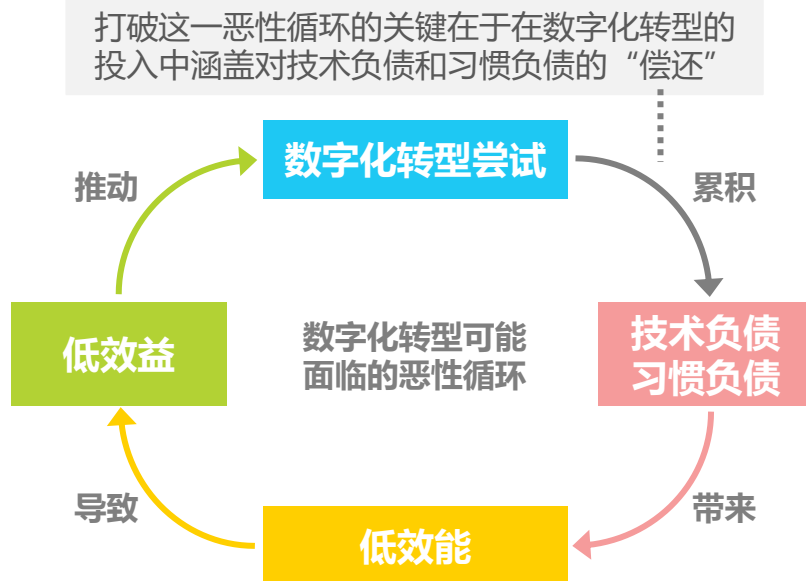 打破这一恶性循环的关键在于在数字化转型的
投入中涵盖对技术负债和习惯负债的“偿还”
数字化转型尝试
推动
累积
低效益
数字化转型可能
面临的恶性循环
技术负债
习惯负债
导致
带来
低效能